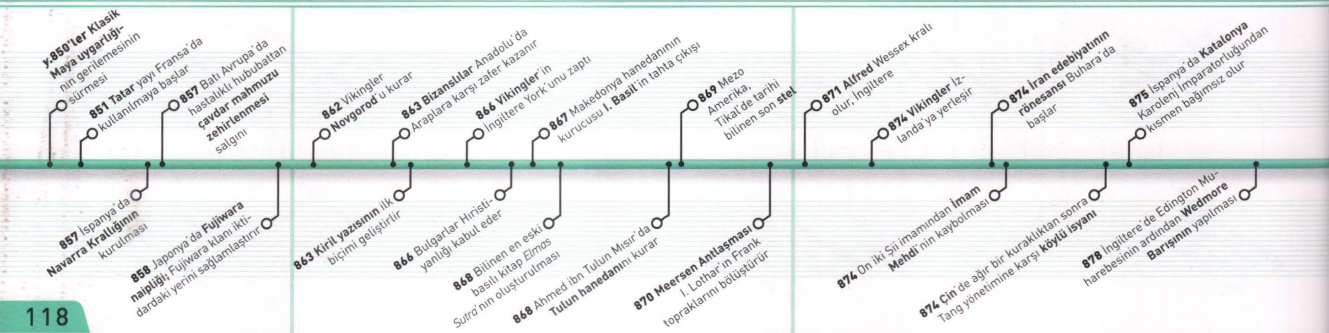 y.850'ler Klasik
Maya uygarlığı-
nın gerilemesinin
sürmesi
851 Tatar yayı Fransa'da
kullanılmaya başlar
857 Batı Avrupa'da
hastalıklı hububattan
çavdar mahmuzu
zehirlenmesi
salgını
862 Vikingler
Novgorod'u kurar
863 Bizanslılar Anadolu'da
Araplara karşı zafer kazanır
866 Vikingler'in
İngiltere York'unu zaptı
867 Makedonya hanedanının
kurucusu I. Basil'in tahta çıkışı
869 Mezo
Amerika,
Tikal'de tarihi
bilinen son stel
871 Alfred Wessex kralı
olur, İngiltere
874 Vikingler İz-
landa'ya yerleşir
874 İran edebiyatının
rönesansı Buhara'da
başlar
875 İspanya'da Katalonya
Karolenj İmparatorluğundan
kısmen bağımsız olur
857 İspanya'da
Navarra Krallığının
kurulması
858 Japonya'da Fujiwara
naipliği; Fujiwara klanı ikti-
dardaki yerini sağlamlaştırır
863 Kiril yazısının ilk
biçimi geliştirlir
866 Bulgarlar Hıristi-
yanlığı kabul eder
868 Bilinen en eski
basılı kitap Elmas
Sutra'nın oluşturulması
868 Ahmed ibn Tulun Mısır'da
Tulun hanedanını kurar
870 Meersen Antlaşması
I. Lothar'ın Frank
topraklarını bölüştürür
874 On iki Şii imamından İmam
Mehdi'nin kaybolması
874 Çin'de ağır bir kuraklıktan sonra
Tang yönetimine karşı köylü isyanı
878 İngiltere'de Edington Mu-
harebesinin ardından Wedmore
Barışının yapılması
118